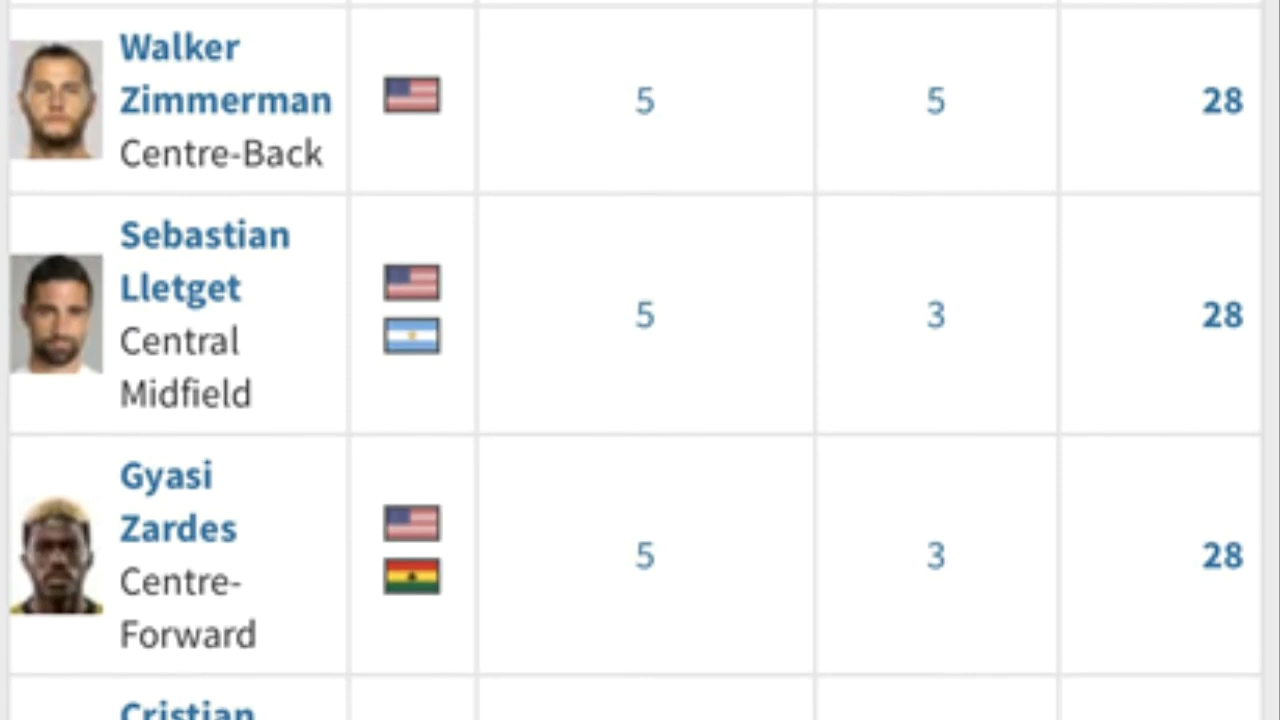 Walker
Zimmerman
Centre-Back
5 5 28
Sebastian
Lletget
Central
Midfield
5 3 28
Gyasi
Zardes
Centre-
Forward
5 3 28
Cristian